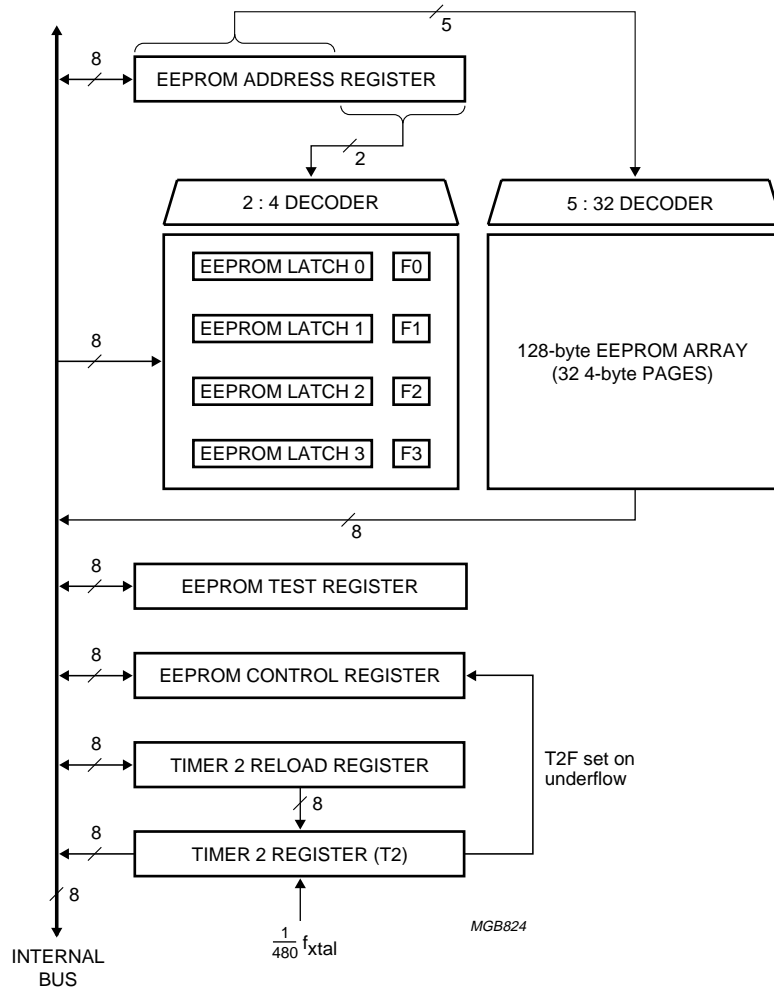 5
8
EEPROM ADDRESS REGISTER
2
2 : 4 DECODER
5 : 32 DECODER
EEPROM LATCH 0 F0
EEPROM LATCH 1 F1
8
128-byte EEPROM ARRAY
(32 4-byte PAGES)
EEPROM LATCH 2 F2
EEPROM LATCH 3 F3
8
8
EEPROM TEST REGISTER
8
EEPROM CONTROL REGISTER
T2F set on
underflow
8
TIMER 2 RELOAD REGISTER
8
8
TIMER 2 REGISTER (T2)
8
1/480 fxtal
MGB824
INTERNAL
BUS